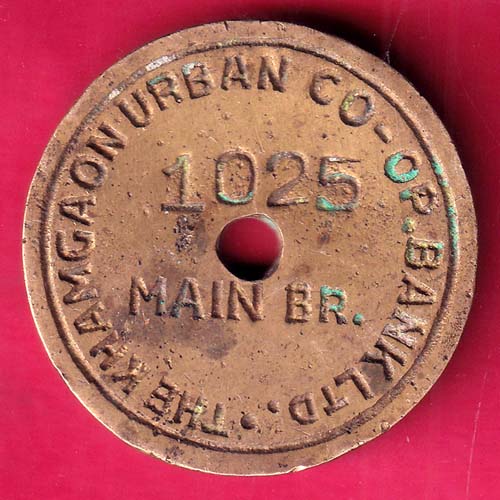 THE KHAMGAON URBAN CO-OP. BANK LTD.
1025
MAIN BR.